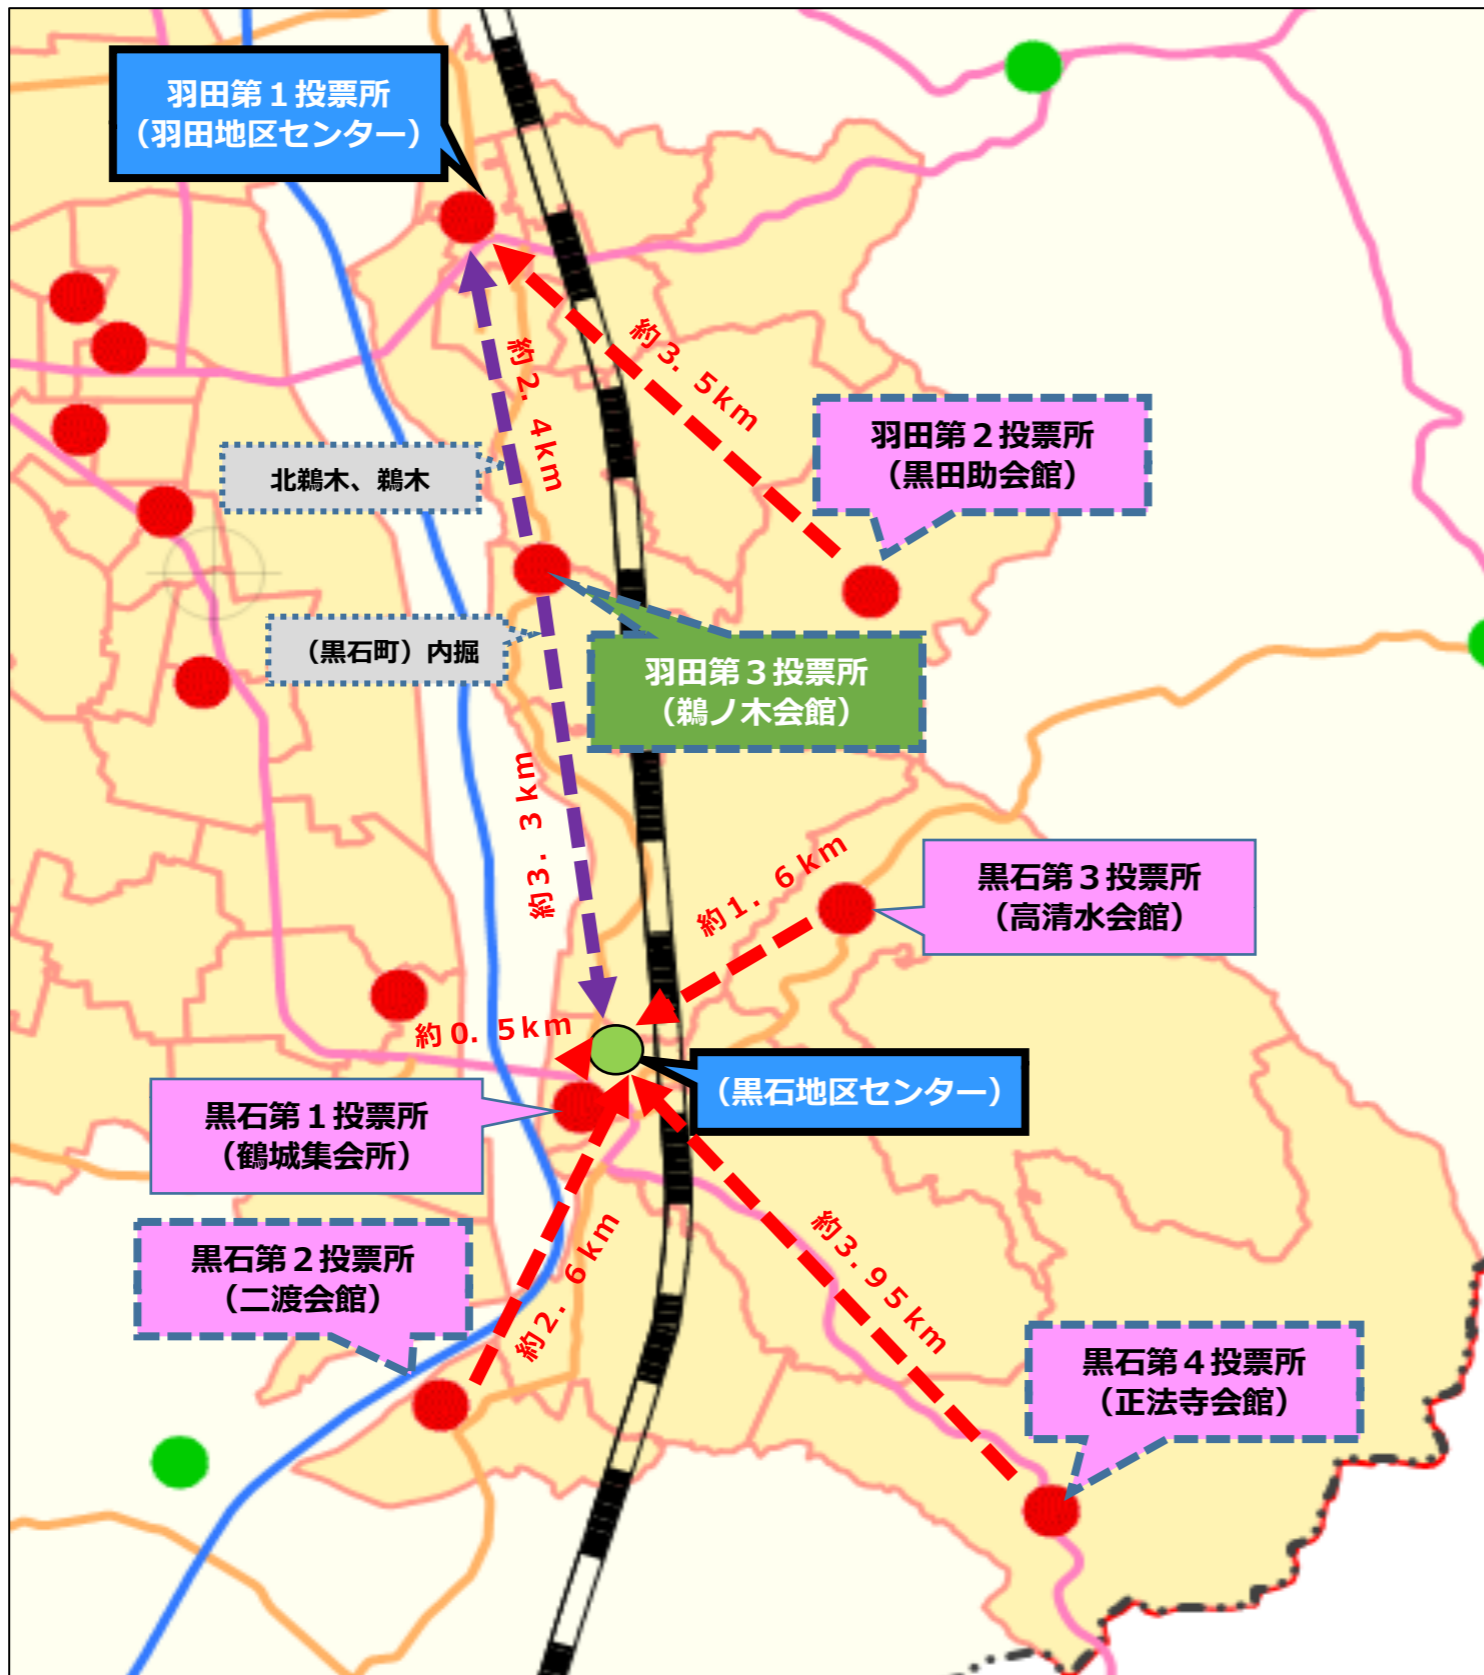 羽田第１投票所
（羽田地区センター）
約３．５km
約２．４km
羽田第２投票所
（黒田助会館）
北鵜木、鵜木
（黒石町）内掘
羽田第３投票所
（鵜ノ木会館）
約３．３km
約１．６km
黒石第３投票所
（高清水会館）
約０．５km
（黒石地区センター）
黒石第１投票所
（鶴城集会所）
黒石第２投票所
（二渡会館）
約２．６km
約３．９５km
黒石第４投票所
（正法寺会館）